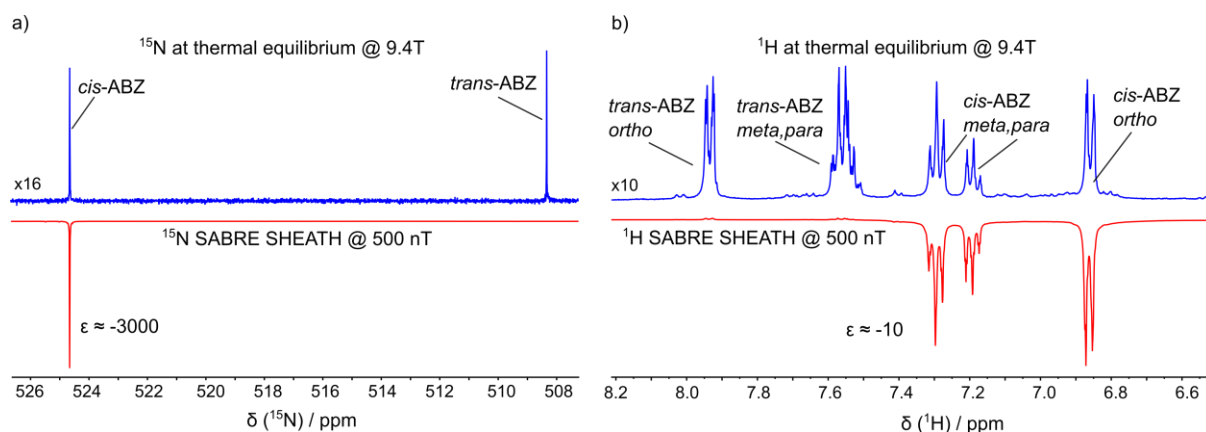 a)
¹⁵N at thermal equilibrium @ 9.4T
cis-ABZ
trans-ABZ
x16
¹⁵N SABRE SHEATH @ 500 nT
ε ≈ -3000
526 524 522 520 518 516 514 512 510 508
δ (¹⁵N) / ppm
b)
¹H at thermal equilibrium @ 9.4T
trans-ABZ
ortho
trans-ABZ
meta,para
cis-ABZ
meta,para
cis-ABZ
ortho
x10
¹H SABRE SHEATH @ 500 nT
ε ≈ -10
8.2 8.0 7.8 7.6 7.4 7.2 7.0 6.8 6.6
δ (¹H) / ppm